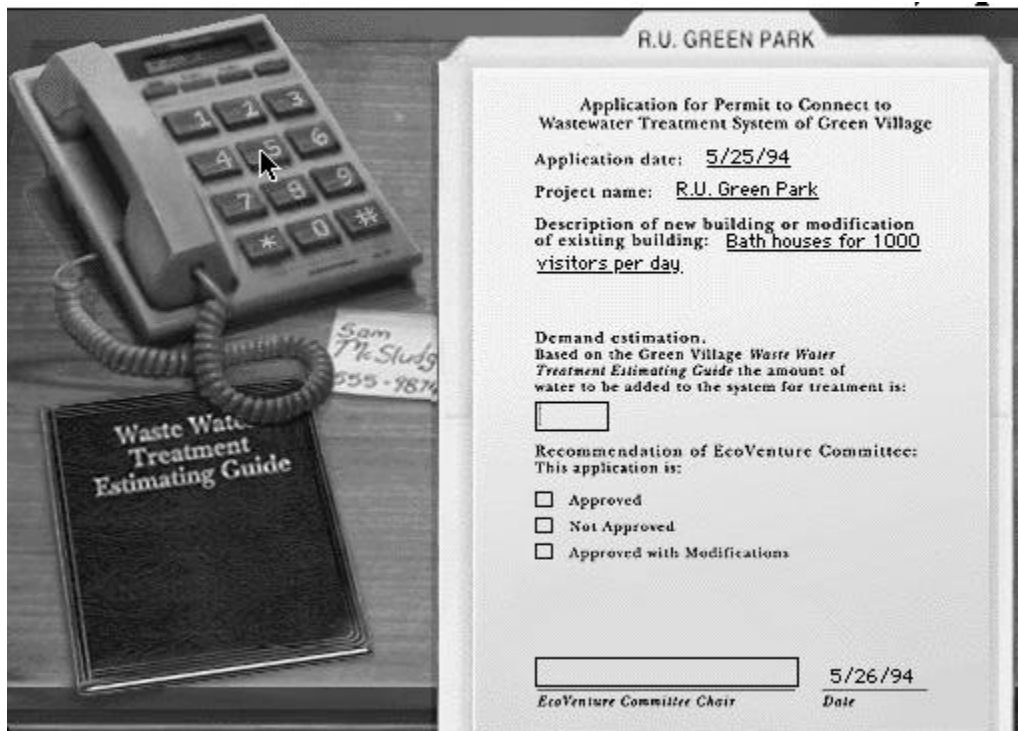 R.U. GREEN PARK
Application for Permit to Connect to
Wastewater Treatment System of Green Village
Application date: 5/25/94
Project name: R.U. Green Park
Description of new building or modification
of existing building: Bath houses for 1000
visitors per day
Demand estimation.
Based on the Green Village Waste Water
Treatment Estimating Guide the amount of
water to be added to the system for treatment is:
Recommendation of EcoVenture Committee:
This application is:
Approved
Not Approved
Approved with Modifications
5/26/94
EcoVenture Committee Chair Date
1 2 3
4 5 6
7 8 9
* 0 #
Sam
McSludg
555-987
Waste Wat
Treatment
Estimating Guide